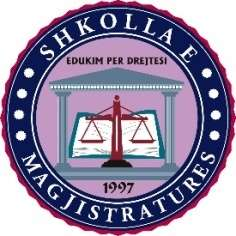 SHKOLLA E
EDUKIM PER DREJTESI
1997
MAGJISTRATURES